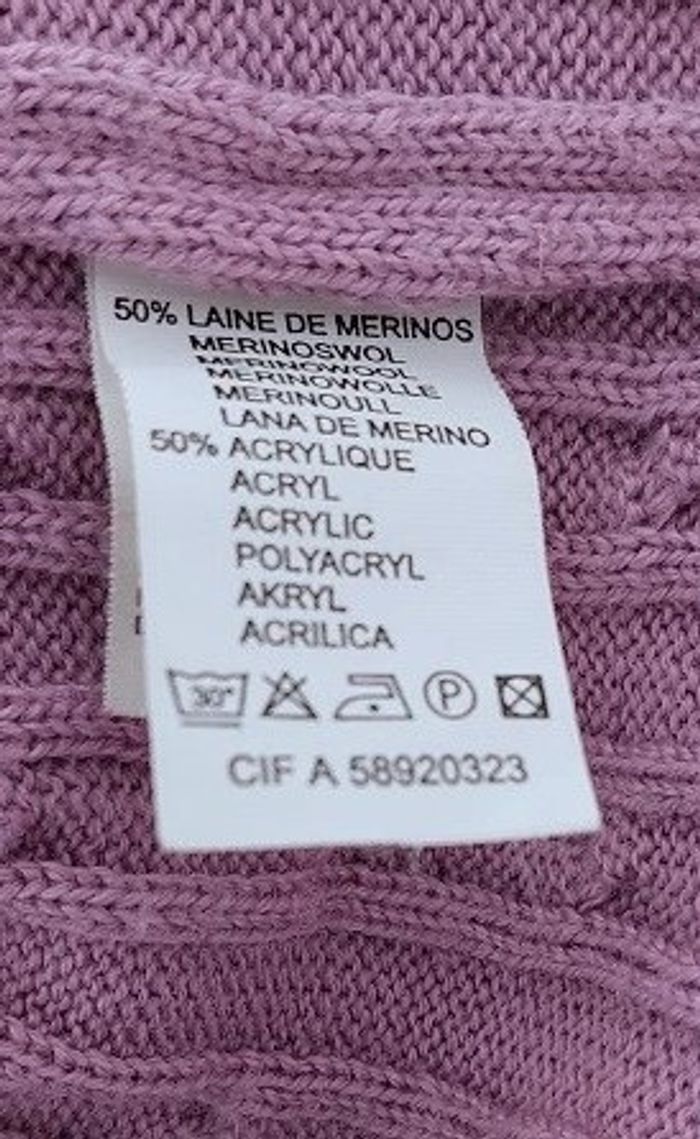 50% LAINE DE MERINOS
MERINOSWOL
MERINOWOOL
MERINOWOLLE
MERINOULL
LANA DE MERINO
50% ACRYLIQUE
ACRYL
ACRYLIC
POLYACRYL
AKRYL
ACRILICA
30° P
CIF A 58920323